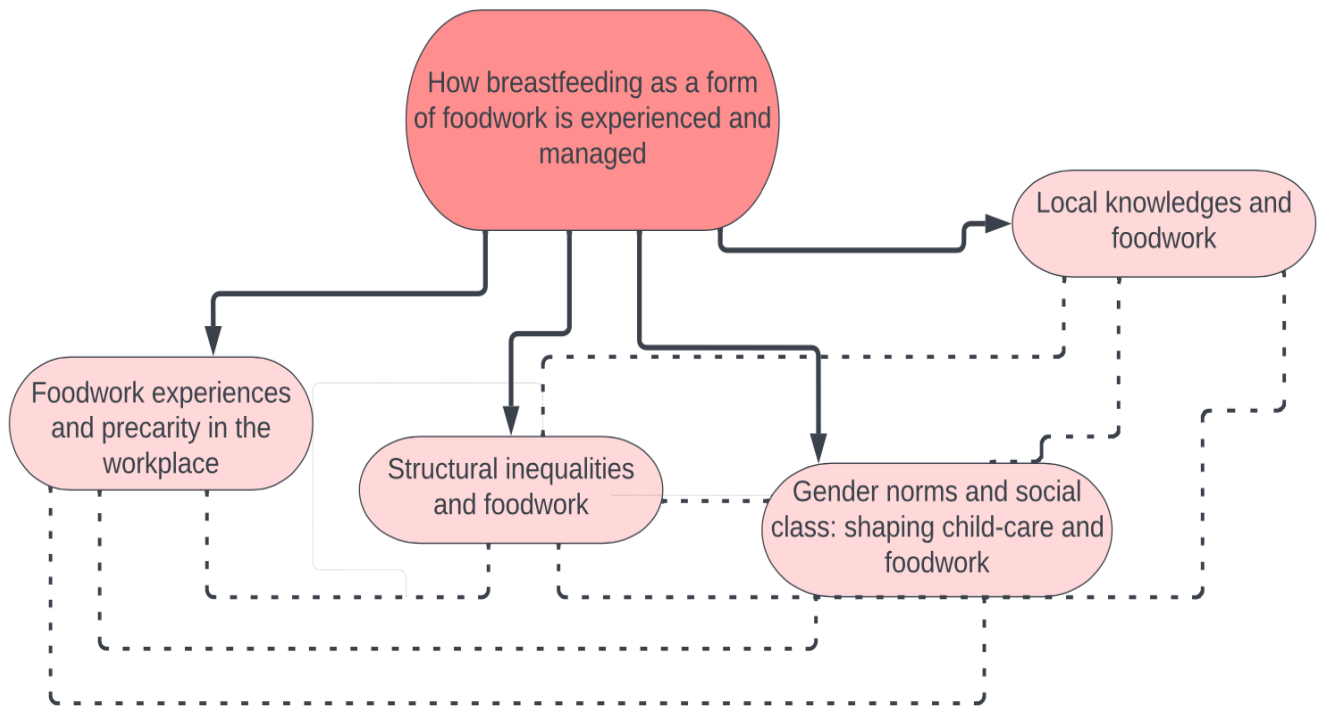 How breastfeeding as a form
of foodwork is experienced and
managed
Local knowledges and
foodwork
Foodwork experiences
and precarity in the
workplace
Structural inequalities
and foodwork
Gender norms and social
class: shaping child-care and
foodwork